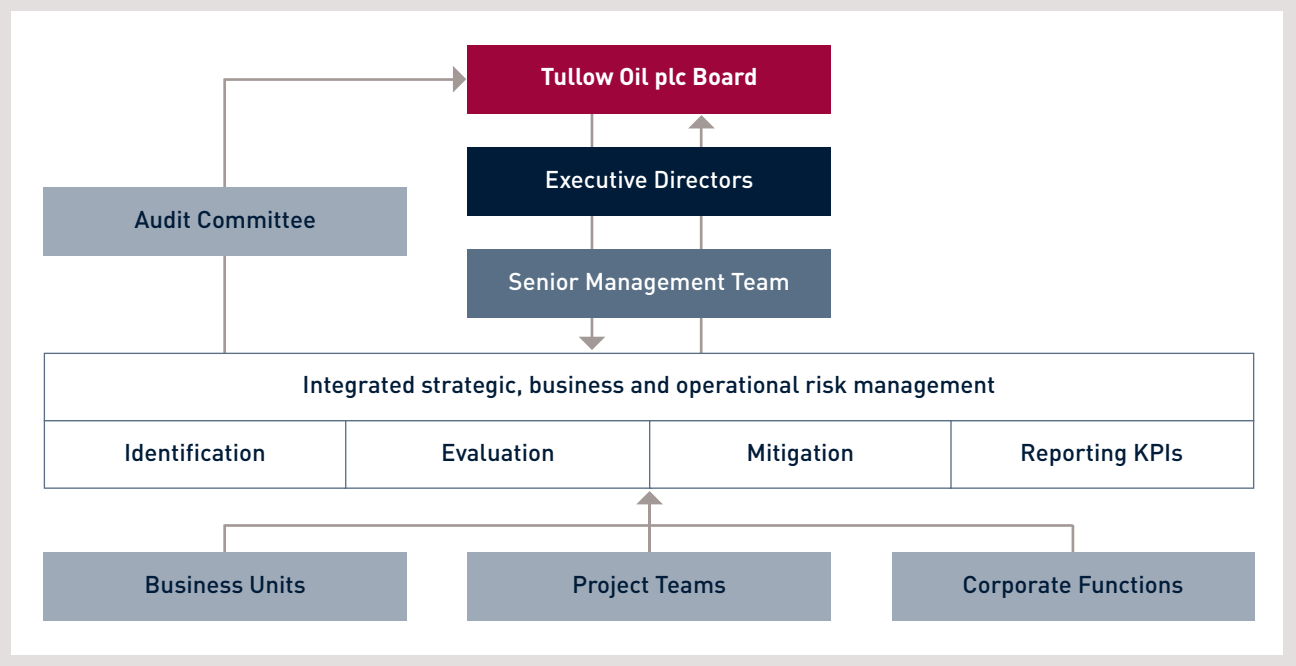 Tullow Oil plc Board
Executive Directors
Audit Committee
Senior Management Team
Integrated strategic, business and operational risk management
Identification
Evaluation
Mitigation
Reporting KPIs
Business Units
Project Teams
Corporate Functions